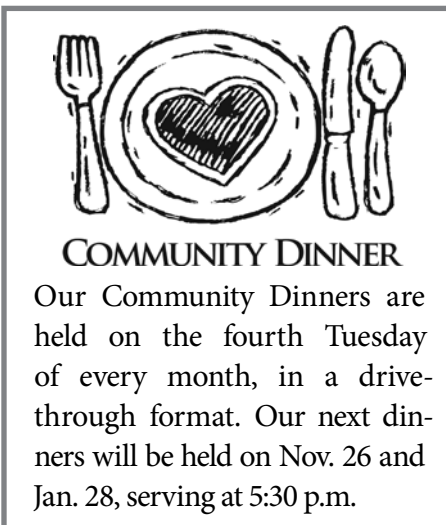 COMMUNITY DINNER
Our Community Dinners are
held on the fourth Tuesday
of every month, in a drive-
through format. Our next din-
ners will be held on Nov. 26 and
Jan. 28, serving at 5:30 p.m.